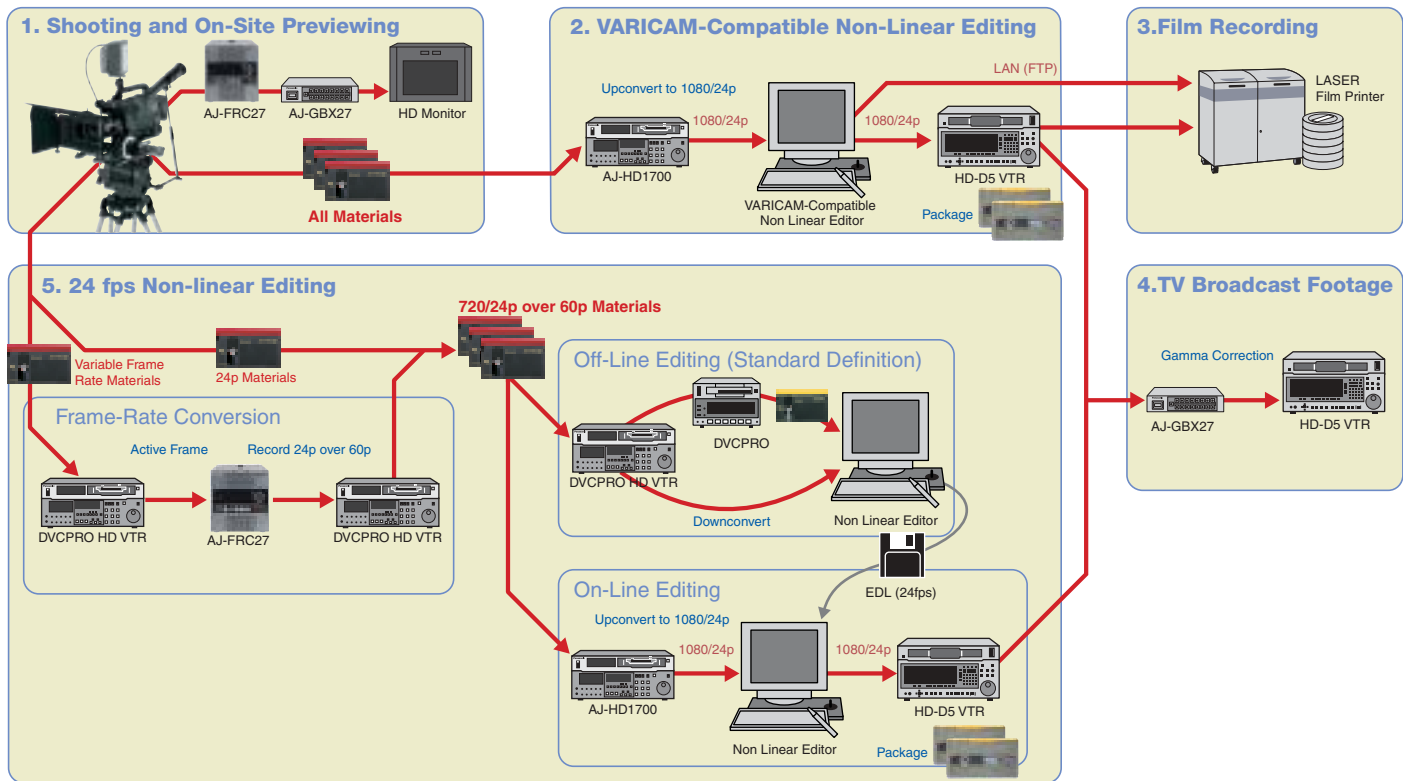 1. Shooting and On-Site Previewing
AJ-FRC27
AJ-GBX27
HD Monitor
All Materials
2. VARICAM-Compatible Non-Linear Editing
LAN (FTP)
Upconvert to 1080/24p
1080/24p
1080/24p
AJ-HD1700
VARICAM-Compatible
Non Linear Editor
HD-D5 VTR
Package
3.Film Recording
LASER
Film Printer
4.TV Broadcast Footage
Gamma Correction
AJ-GBX27
HD-D5 VTR
5. 24 fps Non-linear Editing
720/24p over 60p Materials
Variable Frame
Rate Materials
24p Materials
Frame-Rate Conversion
Active Frame
Record 24p over 60p
DVCPRO HD VTR
AJ-FRC27
DVCPRO HD VTR
Off-Line Editing (Standard Definition)
DVCPRO
DVCPRO HD VTR
Downconvert
Non Linear Editor
EDL (24fps)
On-Line Editing
Upconvert to 1080/24p
1080/24p
1080/24p
AJ-HD1700
Non Linear Editor
HD-D5 VTR
Package